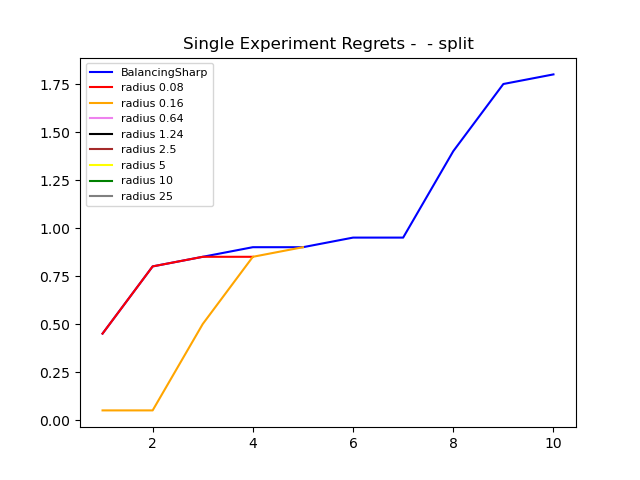 Single Experiment Regrets -  - split
BalancingSharp
radius 0.08
radius 0.16
radius 0.64
radius 1.24
radius 2.5
radius 5
radius 10
radius 25
1.75
1.50
1.25
1.00
0.75
0.50
0.25
0.00
2 4 6 8 10